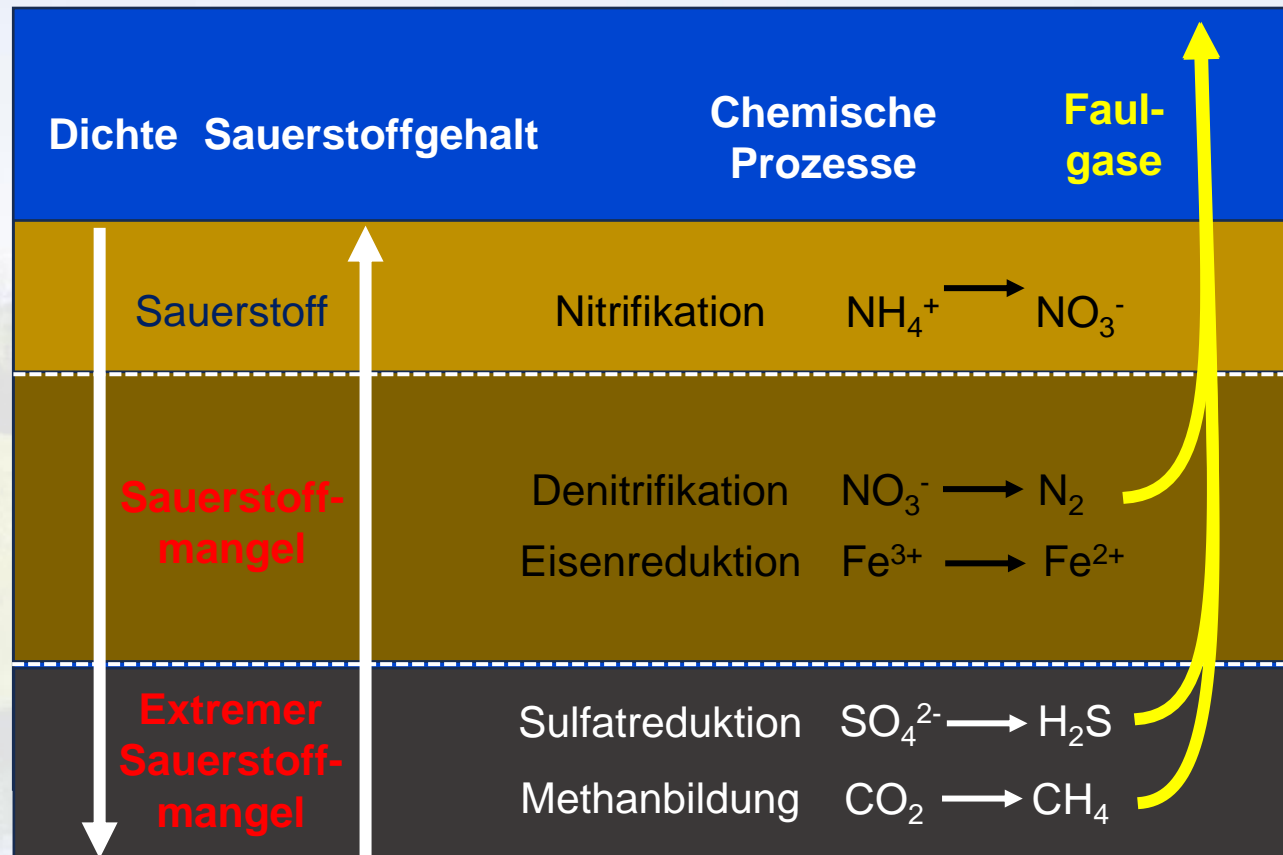 Dichte Sauerstoffgehalt
Chemische
Prozesse
Faul-
gase
Sauerstoff
Nitrifikation NH₄⁺ → NO₃⁻
Sauerstoff-
mangel
Denitrifikation NO₃⁻ → N₂
Eisenreduktion Fe³⁺ → Fe²⁺
Extremer
Sauerstoff-
mangel
Sulfatreduktion SO₄²⁻ → H₂S
Methanbildung CO₂ → CH₄